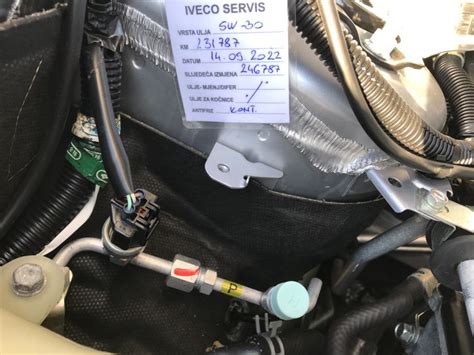 IVECO SERVIS
VRSTA ULJA 5W-30
KM 231787
DATUM 14.09.2022
SLJEDEĆA IZMJENA 246787
ULJE- MJENJ/DIFER
ULJE ZA KOČNICE ·/·
ANTIFRIZ KONT.
P